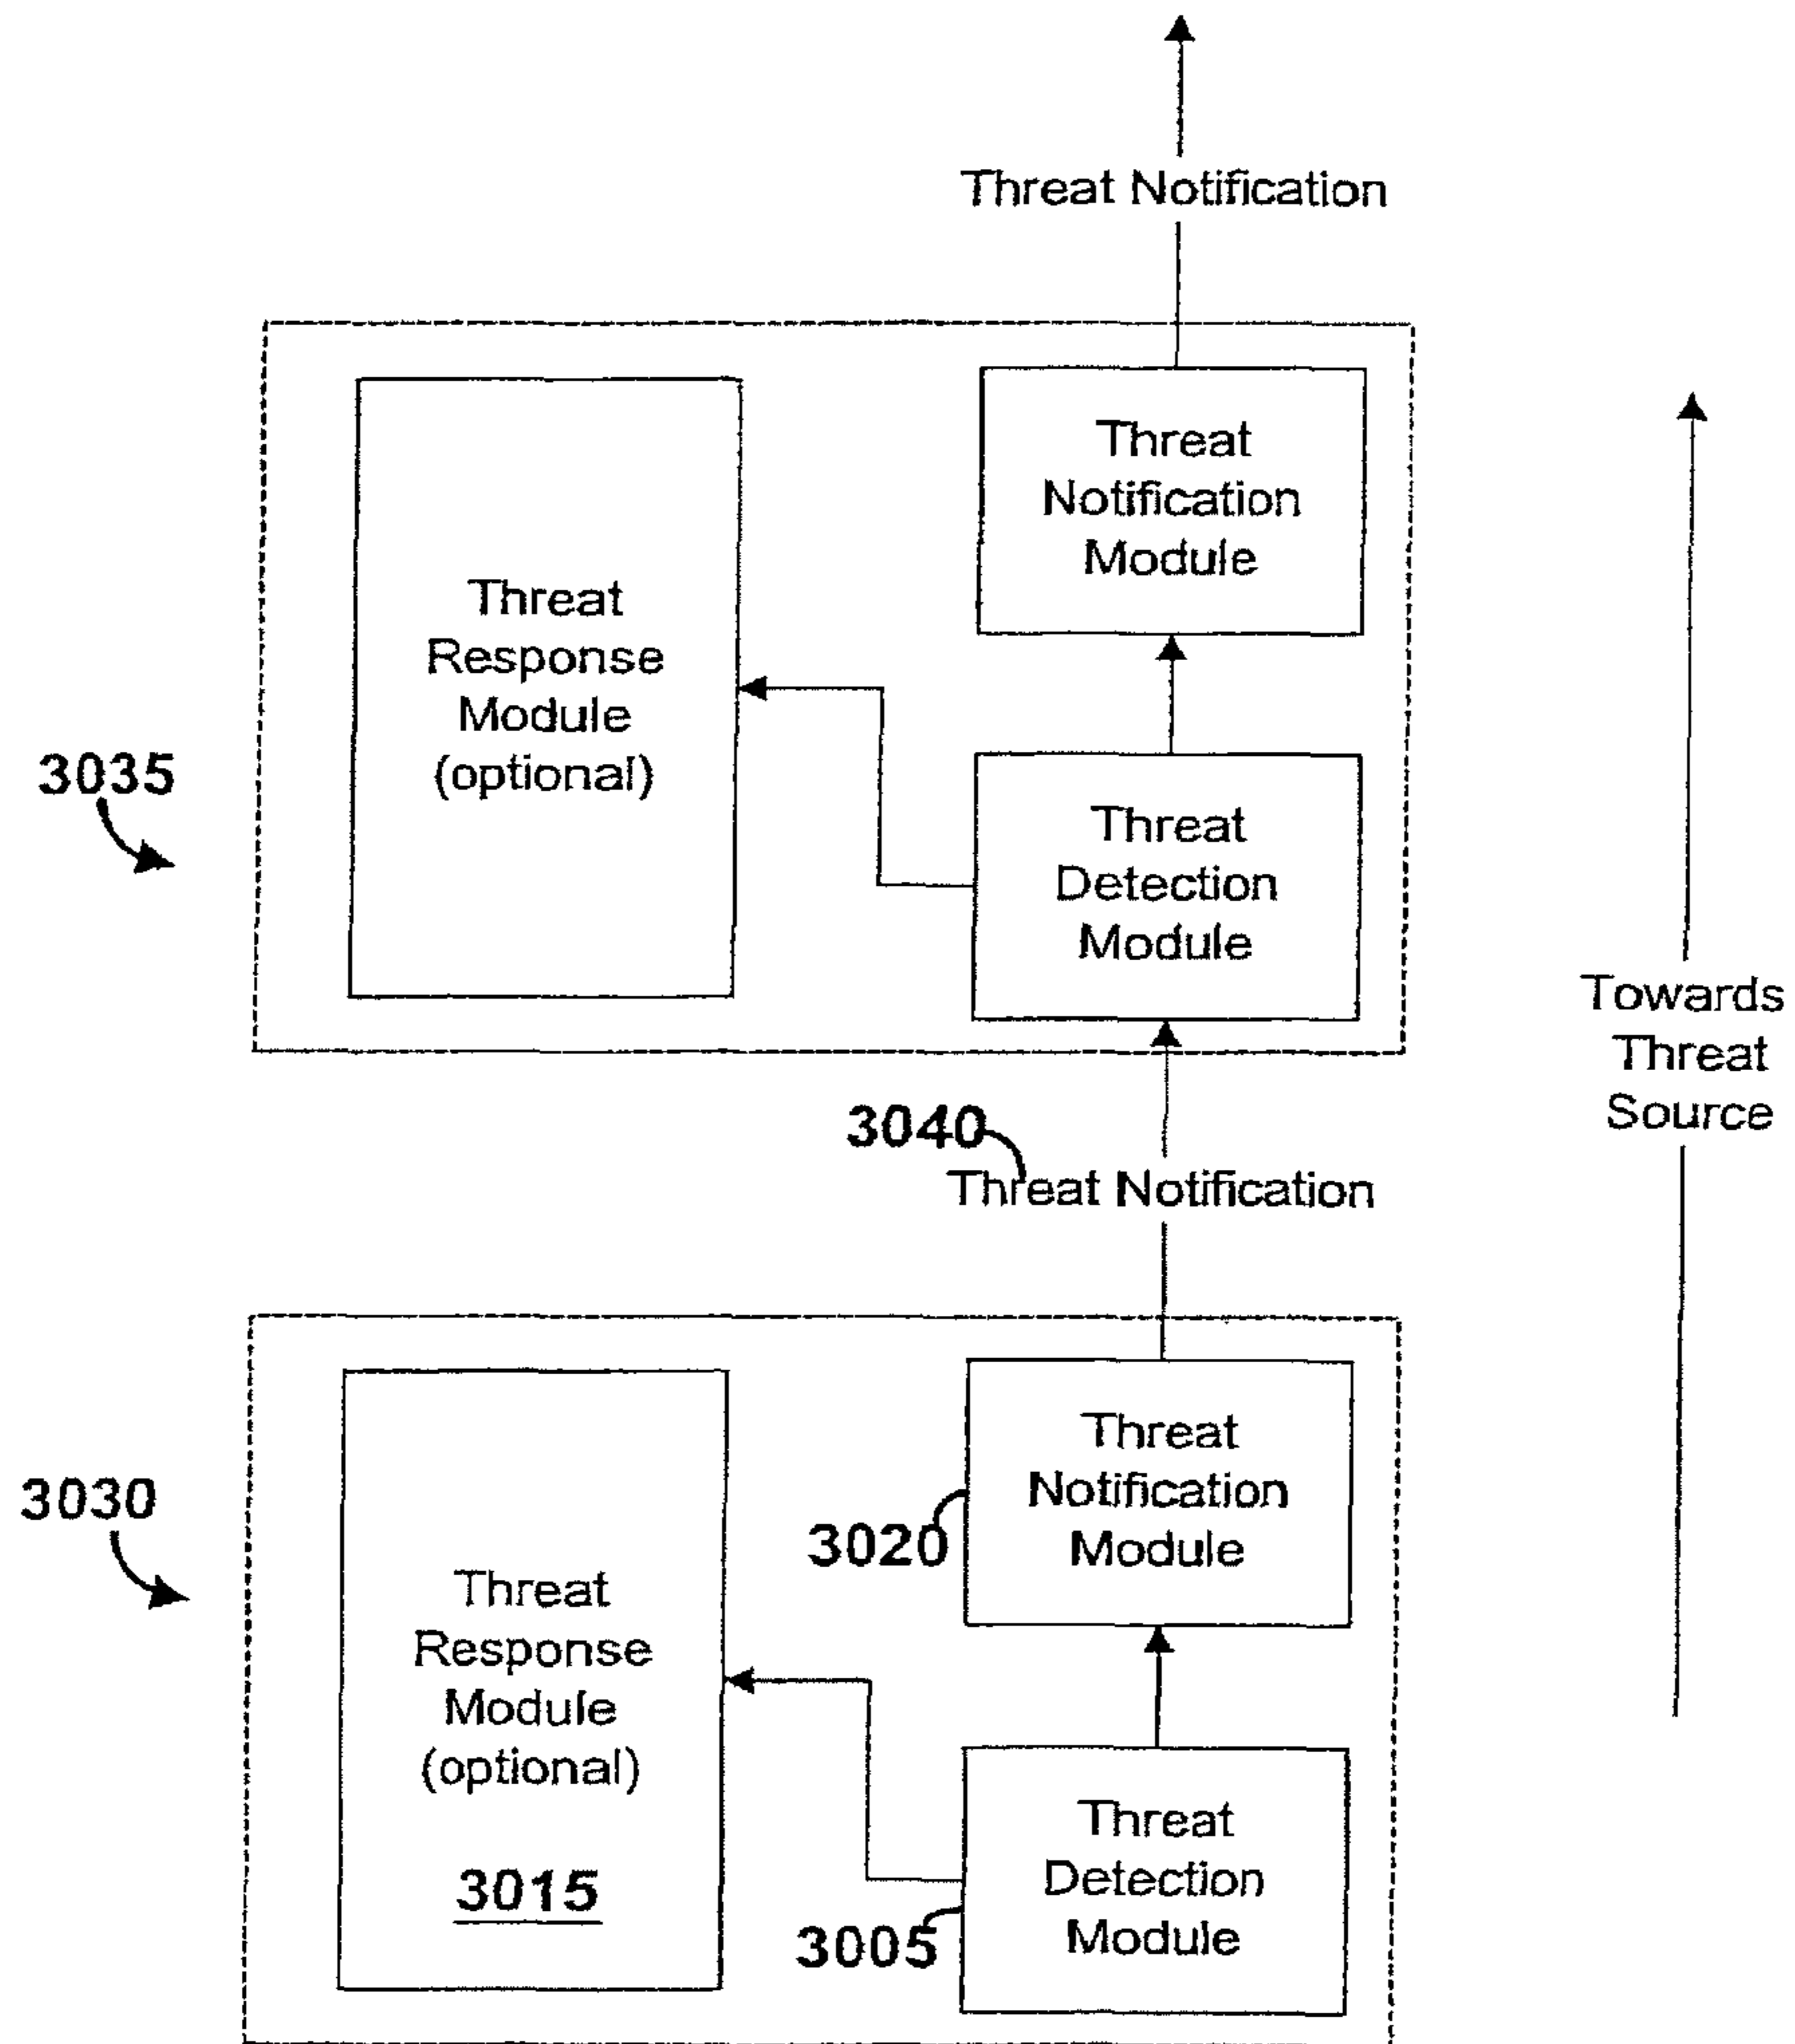 Threat Notification
Threat
Notification
Module
Threat
Response
Module
(optional)
3035
Threat
Detection
Module
Towards
Threat
Source
3040
Threat Notification
Threat
Notification
Module
3030
3020
Threat
Response
Module
(optional)
3015
Threat
Detection
Module
3005